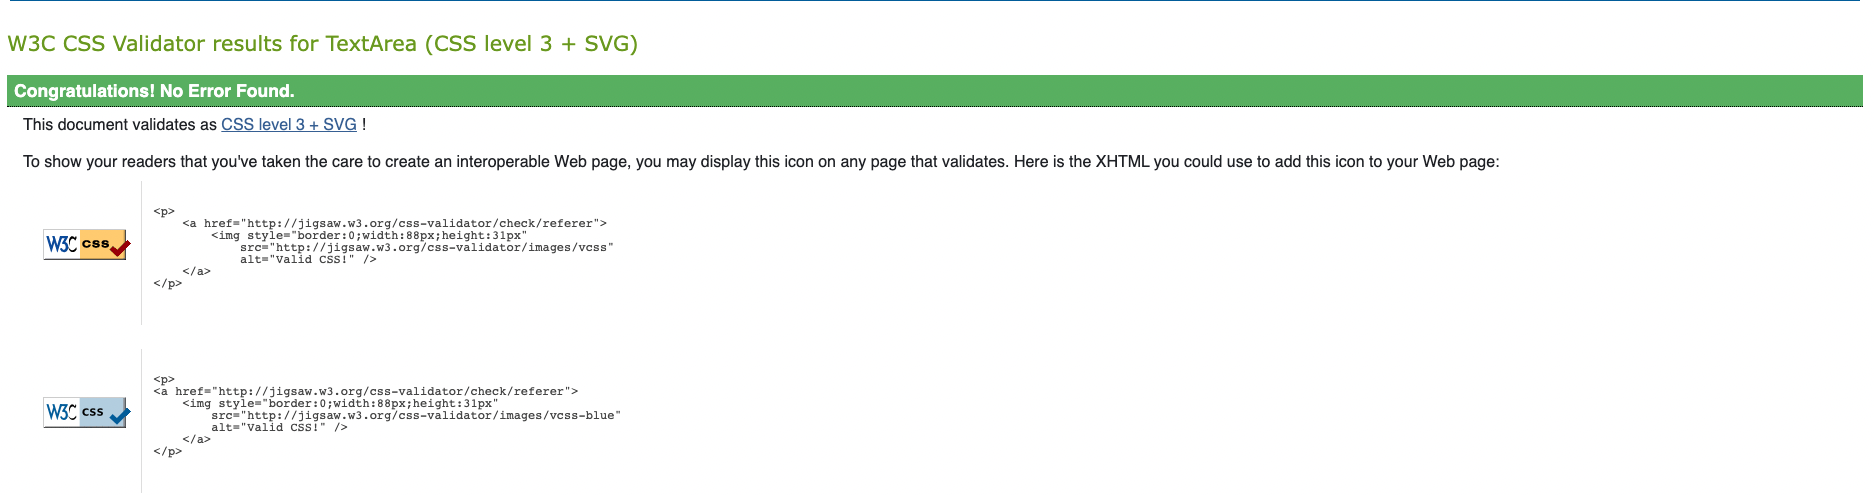 W3C CSS Validator results for TextArea (CSS level 3 + SVG)
Congratulations! No Error Found.
This document validates as CSS level 3 + SVG !
To show your readers that you've taken the care to create an interoperable Web page, you may display this icon on any page that validates. Here is the XHTML you could use to add this icon to your Web page:
W3C css
<p>
    <a href="http://jigsaw.w3.org/css-validator/check/referer">
        <img style="border:0;width:88px;height:31px"
            src="http://jigsaw.w3.org/css-validator/images/vcss"
            alt="Valid CSS!" />
    </a>
</p>
W3C css
<p>
<a href="http://jigsaw.w3.org/css-validator/check/referer">
    <img style="border:0;width:88px;height:31px"
        src="http://jigsaw.w3.org/css-validator/images/vcss-blue"
        alt="Valid CSS!" />
    </a>
</p>